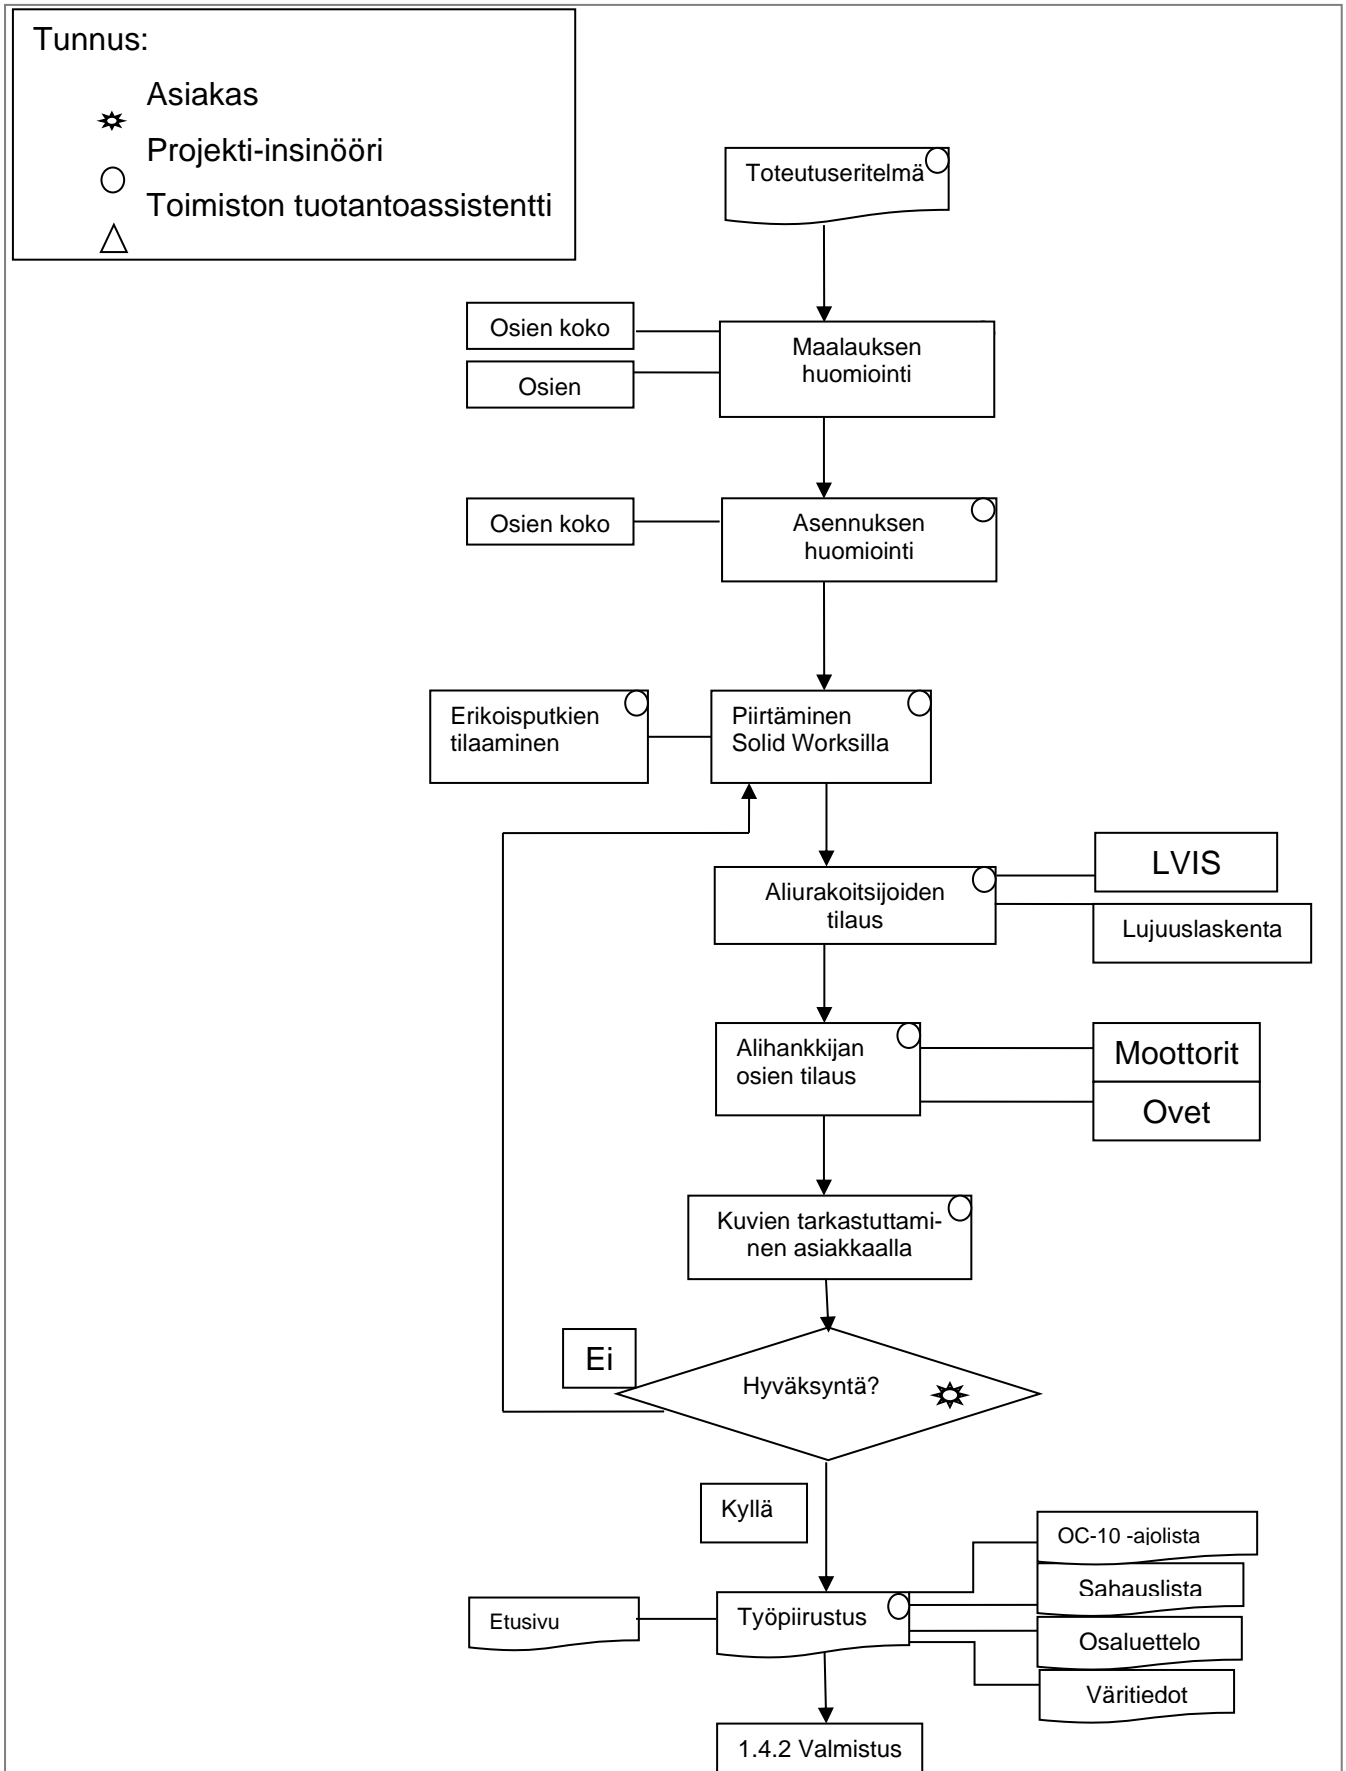 Tunnus:
Asiakas
Projekti-insinööri
Toimiston tuotantoassistentti
Toteutuseritelmä
Osien koko
Maalauksen
huomiointi
Osien
Osien koko
Asennuksen
huomiointi
Erikoisputkien
tilaaminen
Piirtäminen
Solid Worksilla
LVIS
Aliurakoitsijoiden
tilaus
Lujuuslaskenta
Alihankkijan
osien tilaus
Moottorit
Ovet
Kuvien tarkastuttami-
nen asiakkaalla
Ei
Hyväksyntä?
Kyllä
OC-10 -ajolista
Sahauslista
Etusivu
Työpiirustus
Osaluettelo
Väritiedot
1.4.2 Valmistus